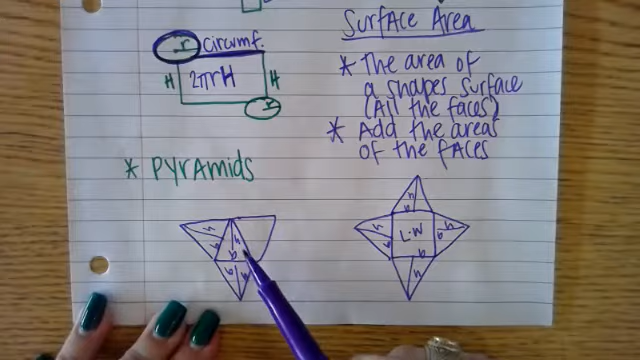 Surface Area
r circumf.
H 2πrH H
r
* The area of
a shapes surface
(All the faces)
* Add the areas
of the faces
* Pyramids
h b h b b h
h b h b L·W h b b h